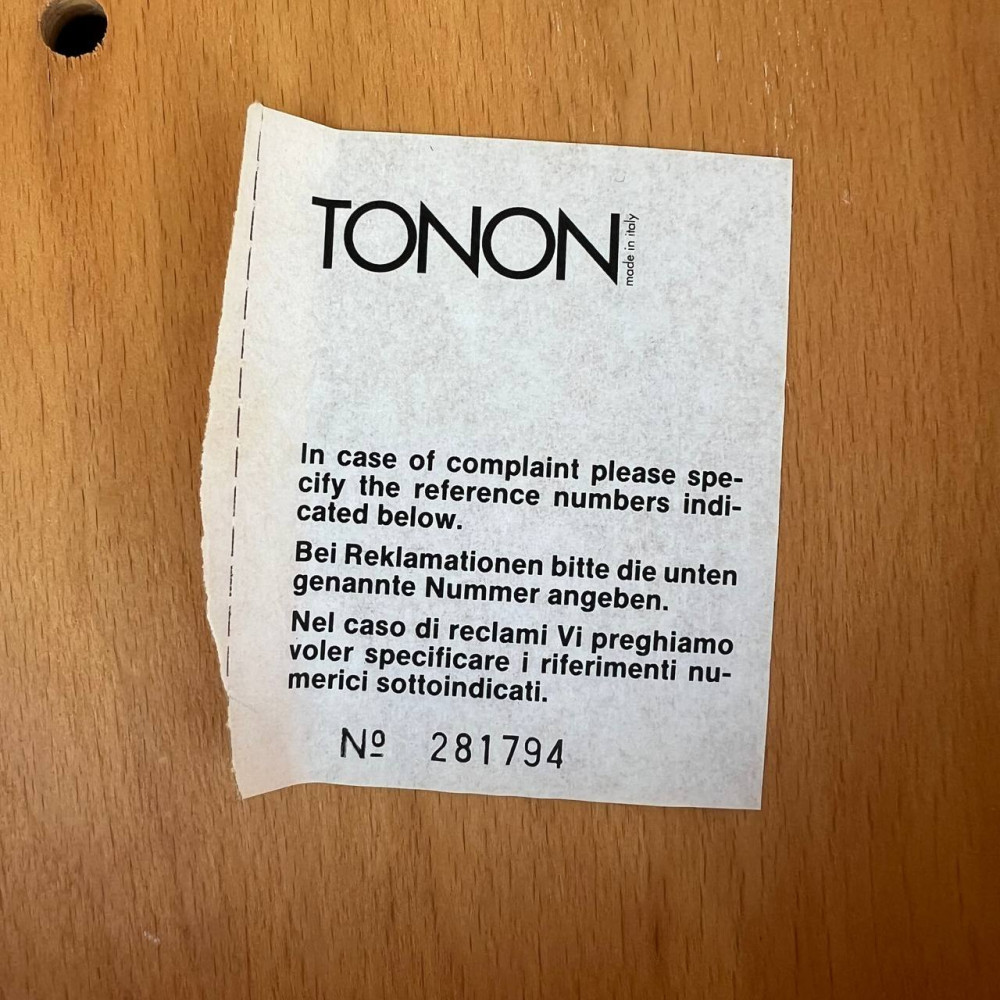 TONON
made in italy
In case of complaint please spe-
cify the reference numbers indi-
cated below.
Bei Reklamationen bitte die unten
genannte Nummer angeben.
Nel caso di reclami Vi preghiamo
voler specificare i riferimenti nu-
merici sottoindicati.
Nº 281794